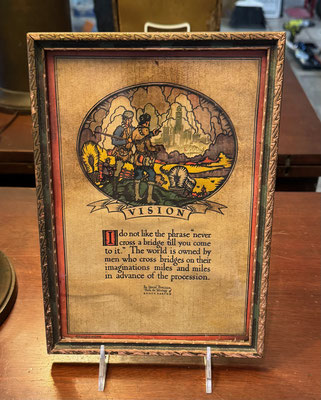 VISION
I do not like the phrase "never
cross a bridge till you come
to it." The world is owned by
men who cross bridges on their
imaginations miles and miles
in advance of the procession.